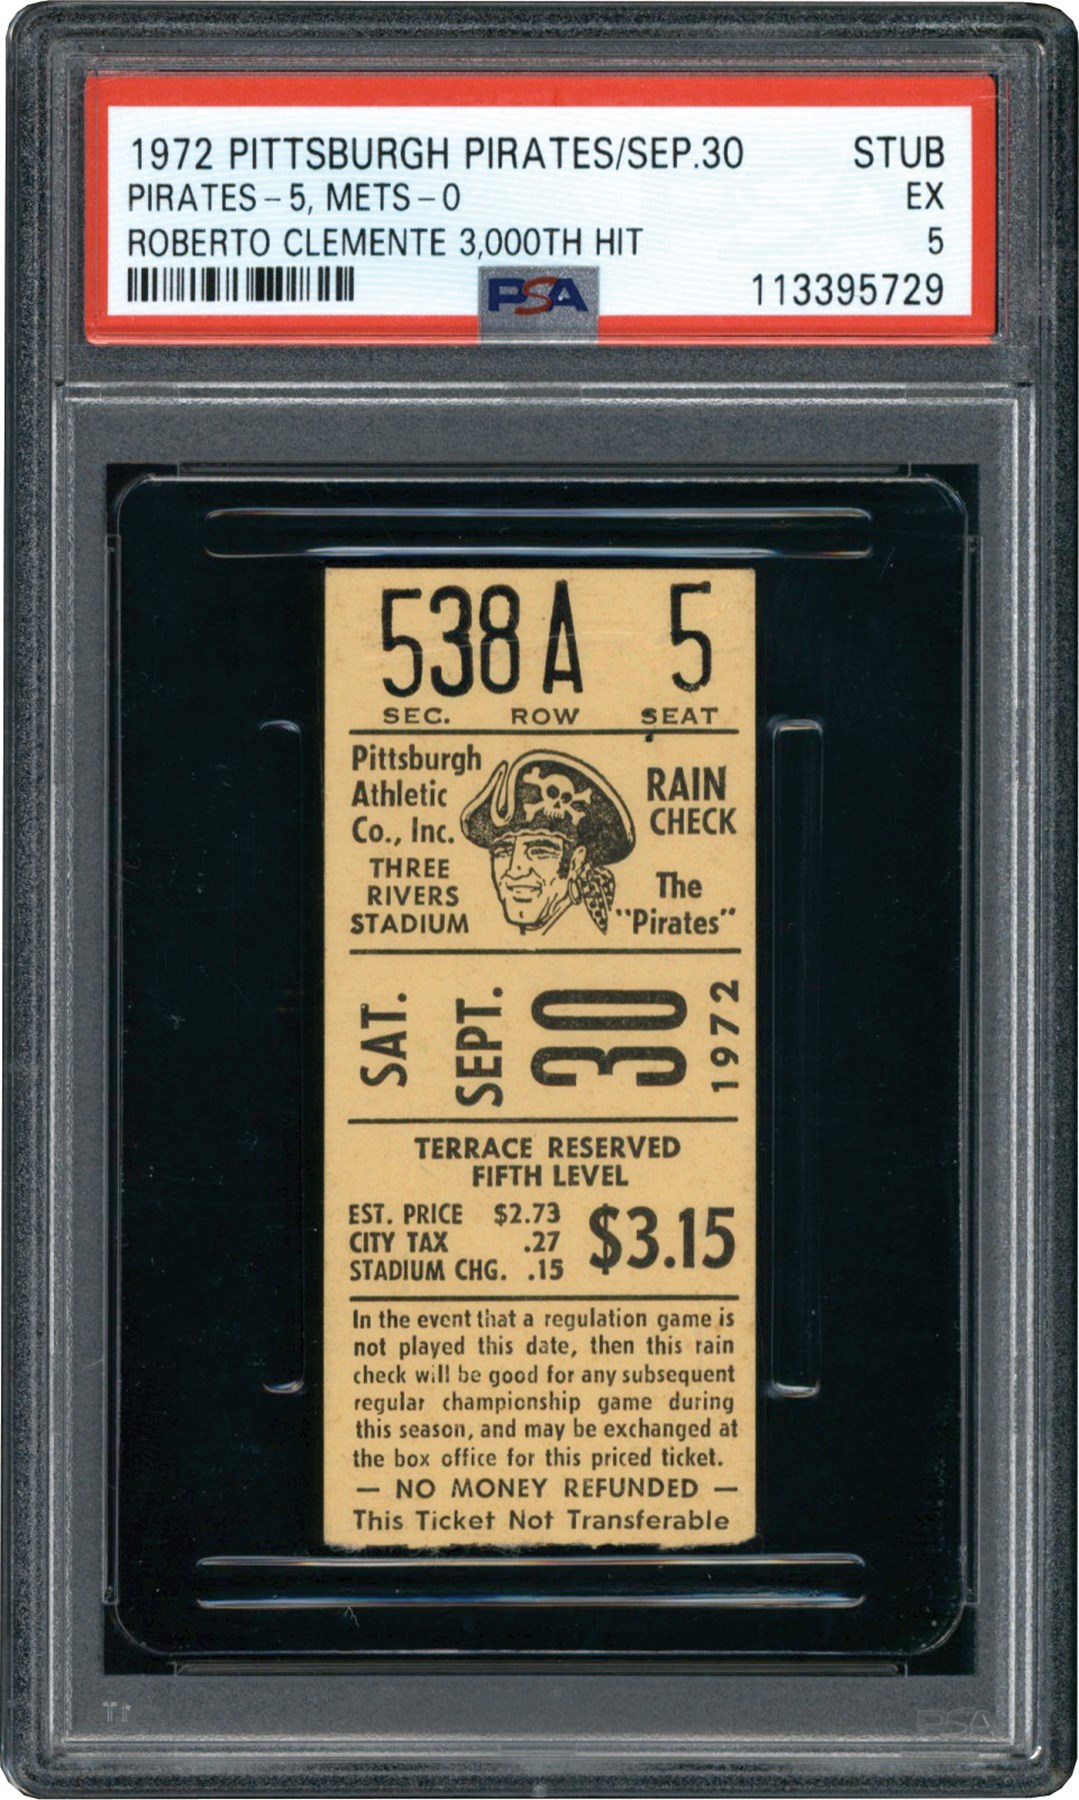 1972 PITTSBURGH PIRATES/SEP.30 STUB
PIRATES - 5, METS - 0 EX
ROBERTO CLEMENTE 3,000TH HIT 5
PSA 113395729
538 A 5
SEC. ROW SEAT
Pittsburgh
Athletic
Co., Inc.
THREE
RIVERS
STADIUM
RAIN
CHECK
The
"Pirates"
SAT.
SEPT.
30
1972
TERRACE RESERVED
FIFTH LEVEL
EST. PRICE $2.73
CITY TAX .27
STADIUM CHG. .15
$3.15
In the event that a regulation game is
not played this date, then this rain
check will be good for any subsequent
regular championship game during
this season, and may be exchanged at
the box office for this priced ticket.
— NO MONEY REFUNDED —
This Ticket Not Transferable
PSA